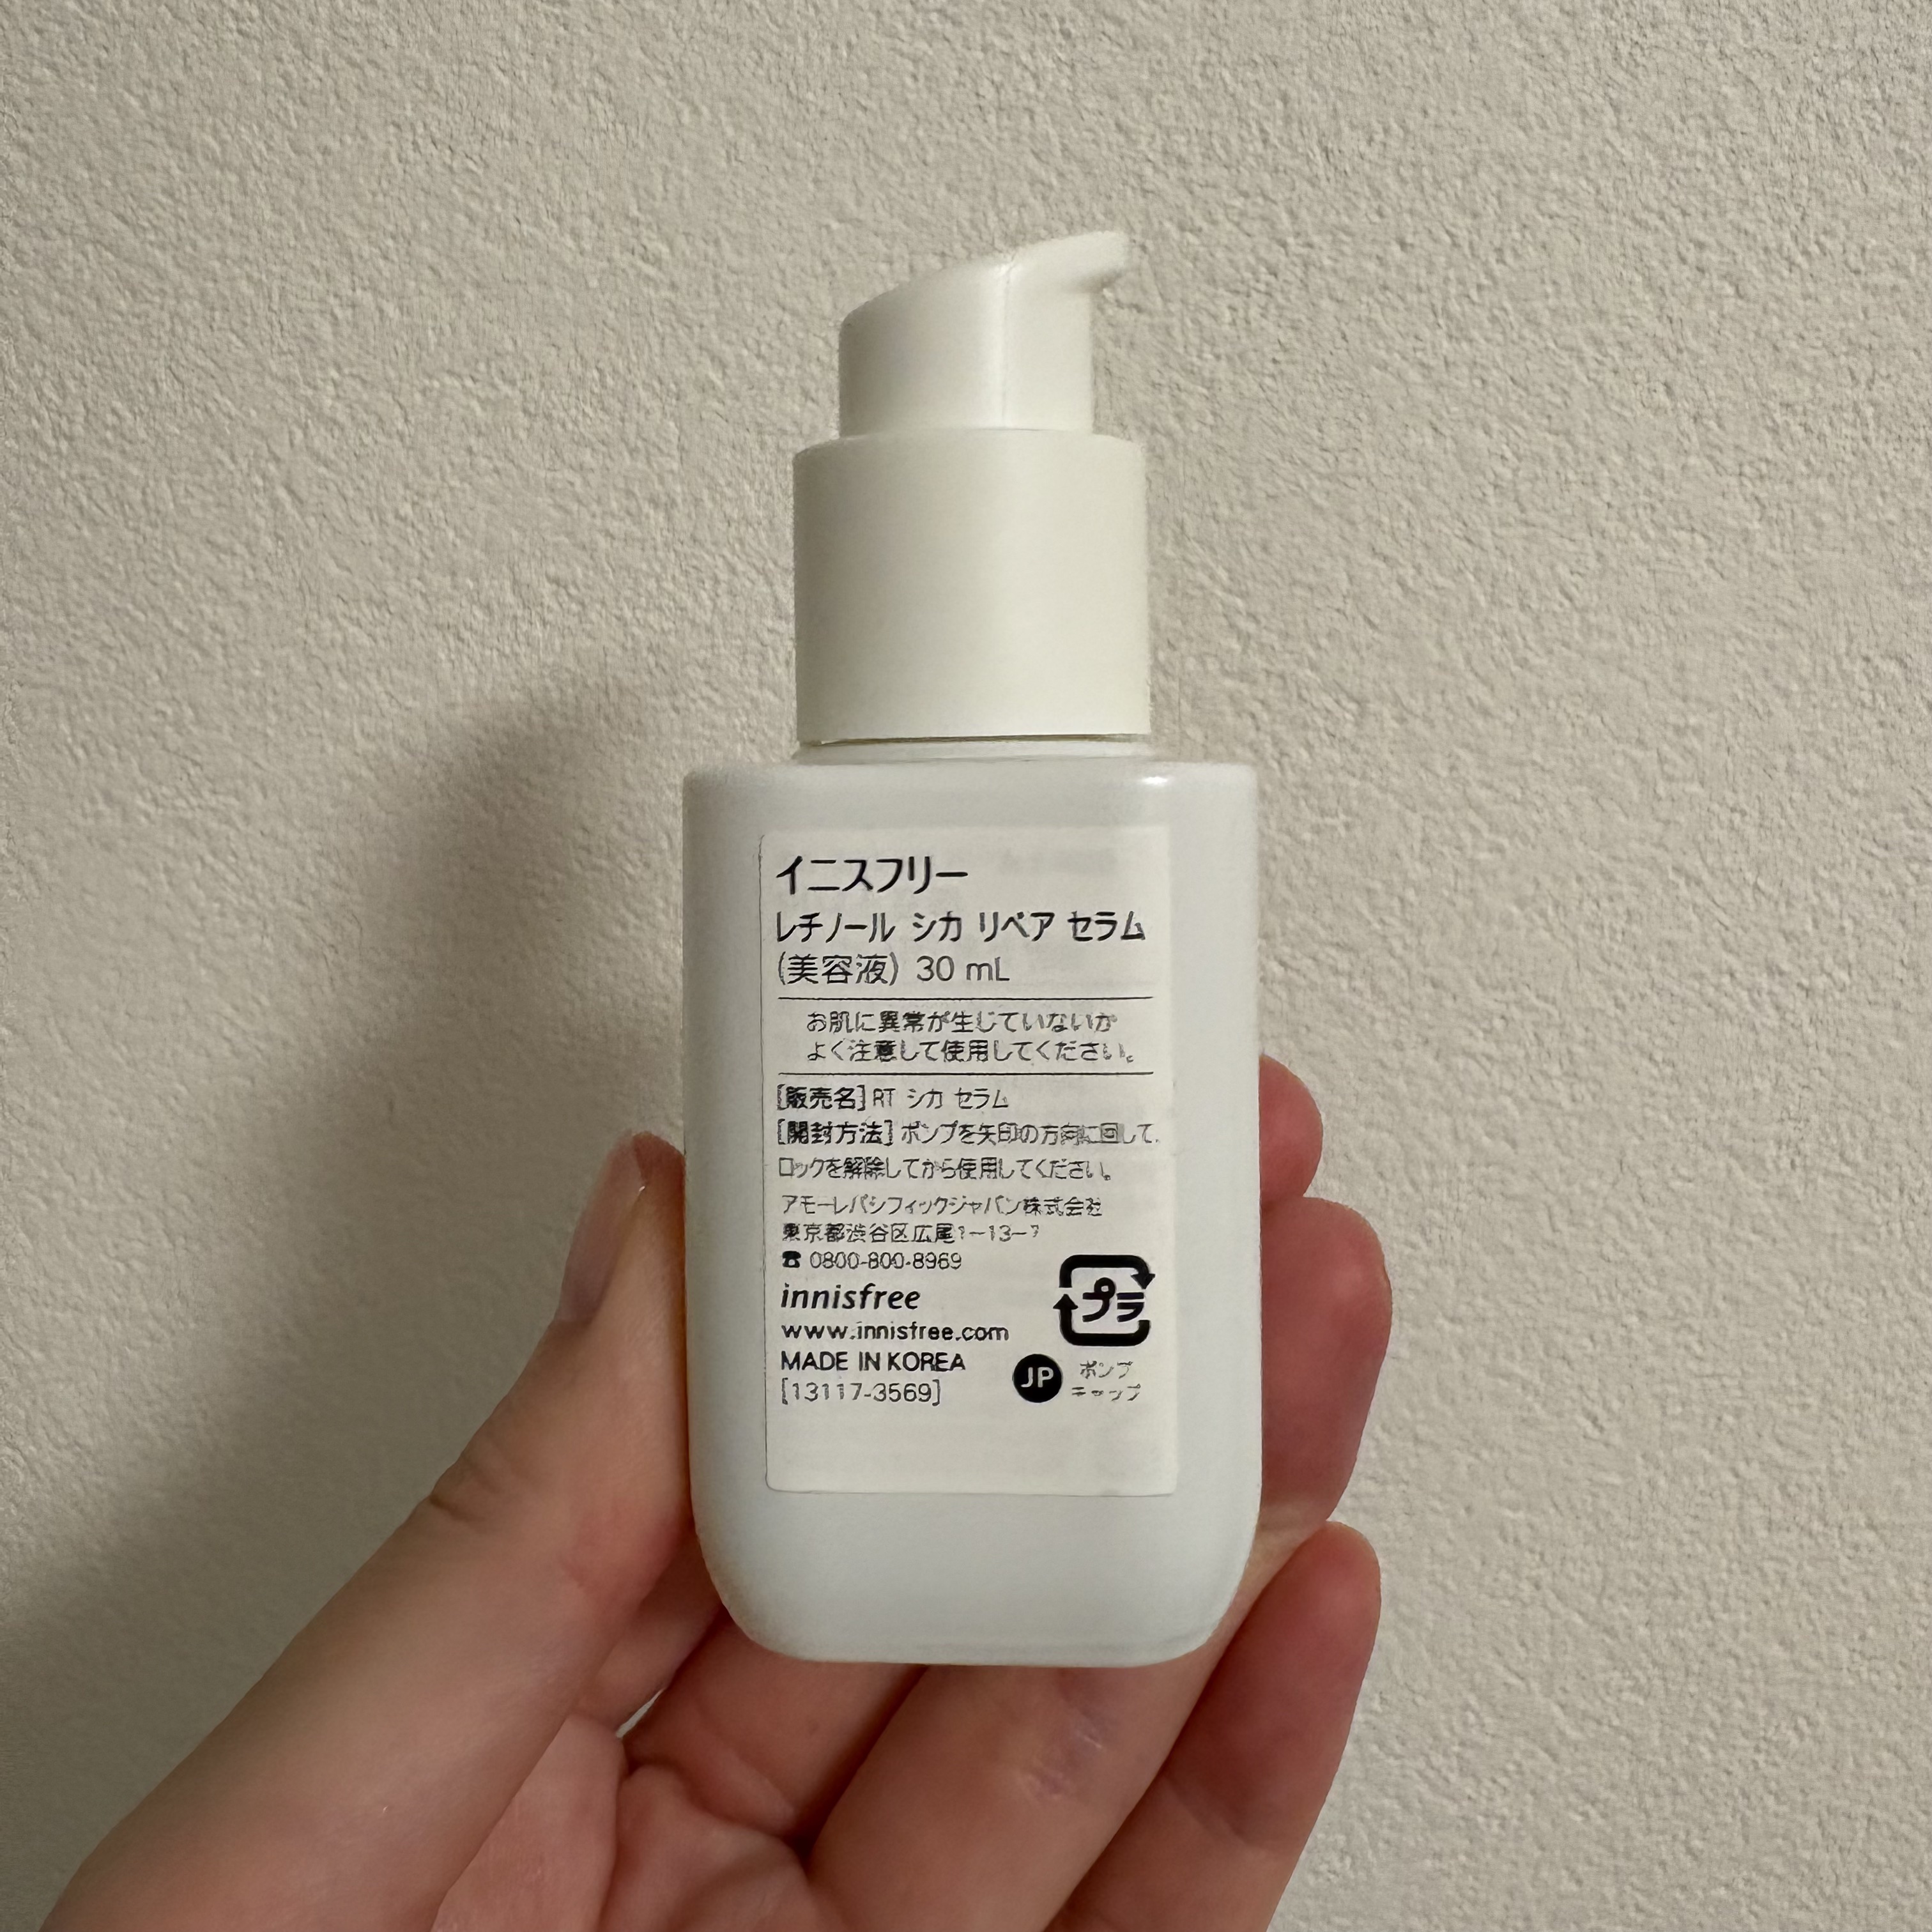 イニスフリー
レチノール シカ リペア セラム
(美容液) 30 mL
お肌に異常が生じていないか
よく注意して使用してください。
[販売名] RT シカ セラム
[開封方法] ポンプを矢印の方向に回して、
ロックを解除してから使用してください。
アモーレパシフィックジャパン株式会社
東京都渋谷区広尾1-13-7
☎ 0800-800-8969
innisfree
www.innisfree.com
MADE IN KOREA
[13117-3569]
プラ
JP
ポンプ
キャップ